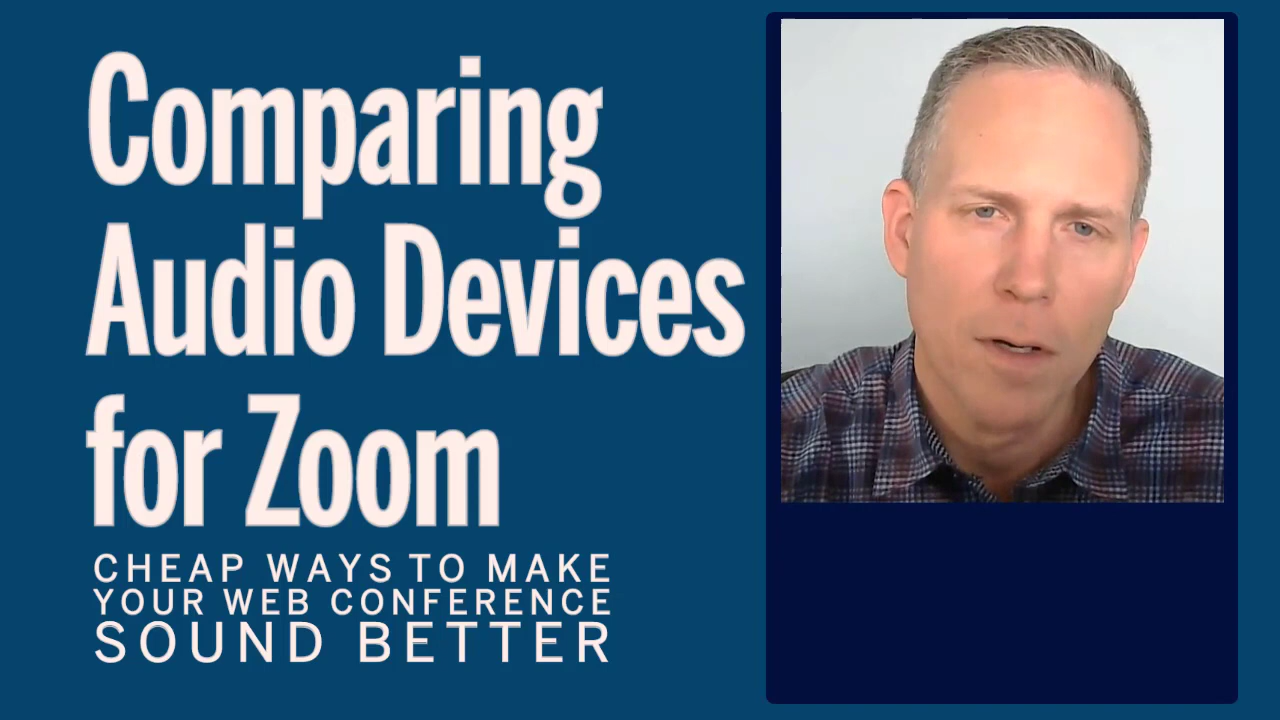 Comparing
Audio Devices
for Zoom
CHEAP WAYS TO MAKE
YOUR WEB CONFERENCE
SOUND BETTER